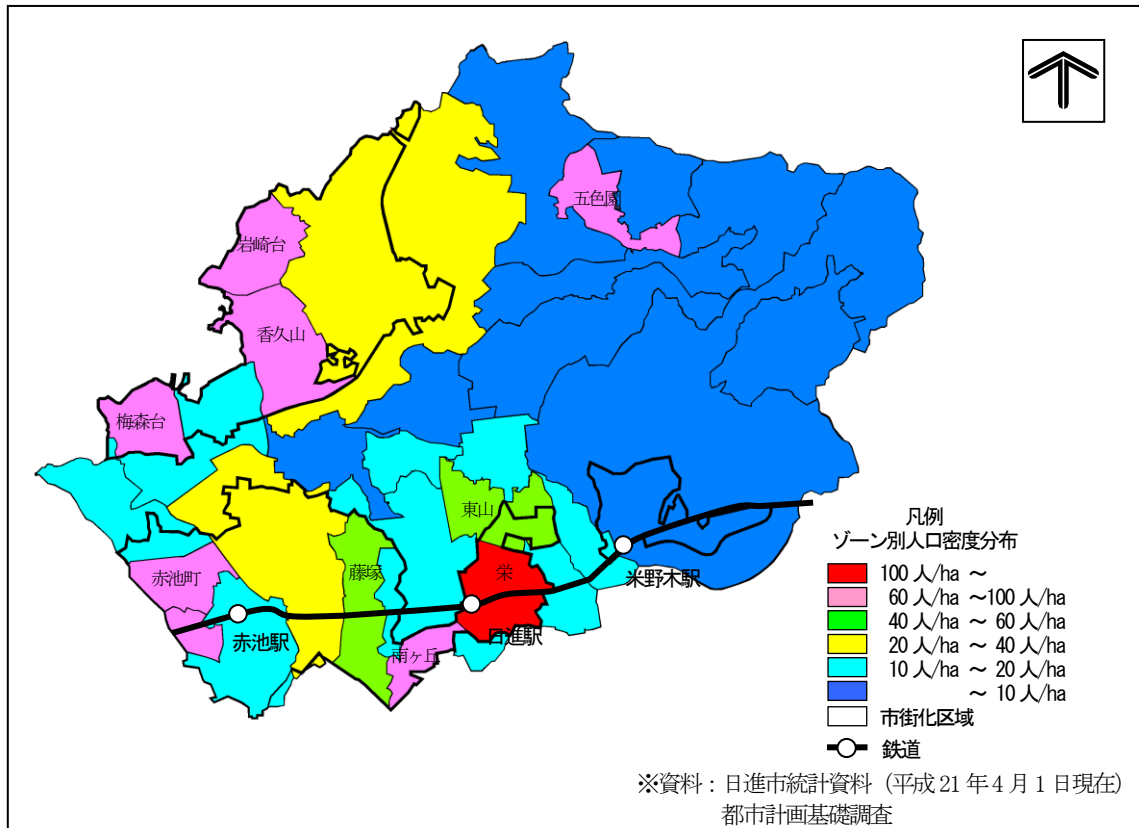 五色園
岩崎台
香久山
梅森台
東山
赤池町
藤塚
栄
米野木駅
赤池駅
日進駅
雨ヶ丘
凡例
ゾーン別人口密度分布
100 人/ha ～
60 人/ha ～100 人/ha
40 人/ha ～ 60 人/ha
20 人/ha ～ 40 人/ha
10 人/ha ～ 20 人/ha
～ 10 人/ha
市街化区域
鉄道
※資料：日進市統計資料（平成 21 年 4 月 1 日現在）
都市計画基礎調査